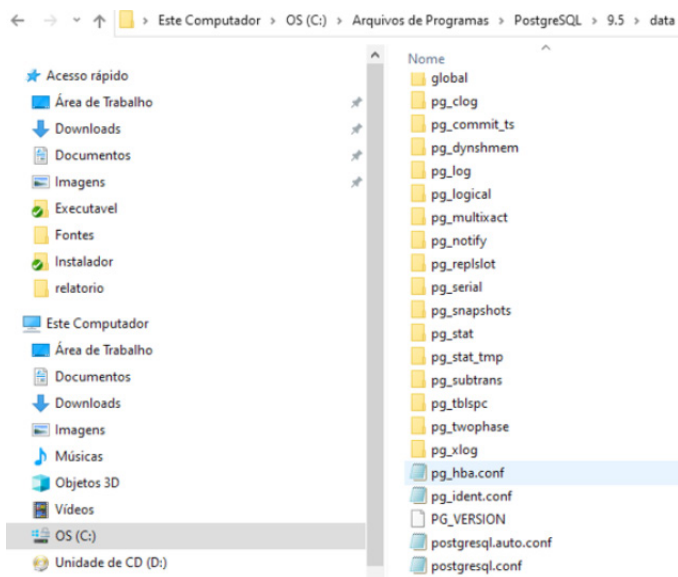 Este Computador > OS (C:) > Arquivos de Programas > PostgreSQL > 9.5 > data
Acesso rápido
Área de Trabalho
Downloads
Documentos
Imagens
Executavel
Fontes
Instalador
relatorio
Este Computador
Área de Trabalho
Documentos
Downloads
Imagens
Músicas
Objetos 3D
Vídeos
OS (C:)
Unidade de CD (D:)
Nome
global
pg_clog
pg_commit_ts
pg_dynshmem
pg_log
pg_logical
pg_multixact
pg_notify
pg_replslot
pg_serial
pg_snapshots
pg_stat
pg_stat_tmp
pg_subtrans
pg_tblspc
pg_twophase
pg_xlog
pg_hba.conf
pg_ident.conf
PG_VERSION
postgresql.auto.conf
postgresql.conf